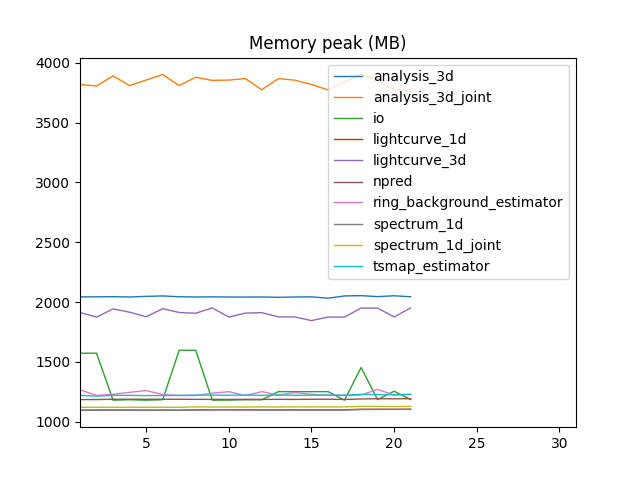 Memory peak (MB)
4000
3500
3000
2500
2000
1500
1000
analysis_3d
analysis_3d_joint
io
lightcurve_1d
lightcurve_3d
npred
ring_background_estimator
spectrum_1d
spectrum_1d_joint
tsmap_estimator
5 10 15 20 25 30